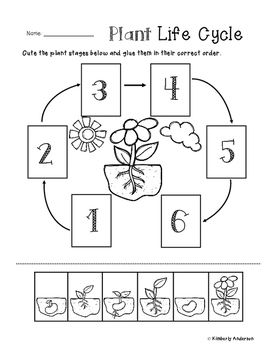 Name: Plant Life Cycle
Cute the plant stages below and glue them in their correct order.
3 4
2 5
1 6
© Kimberly Anderson